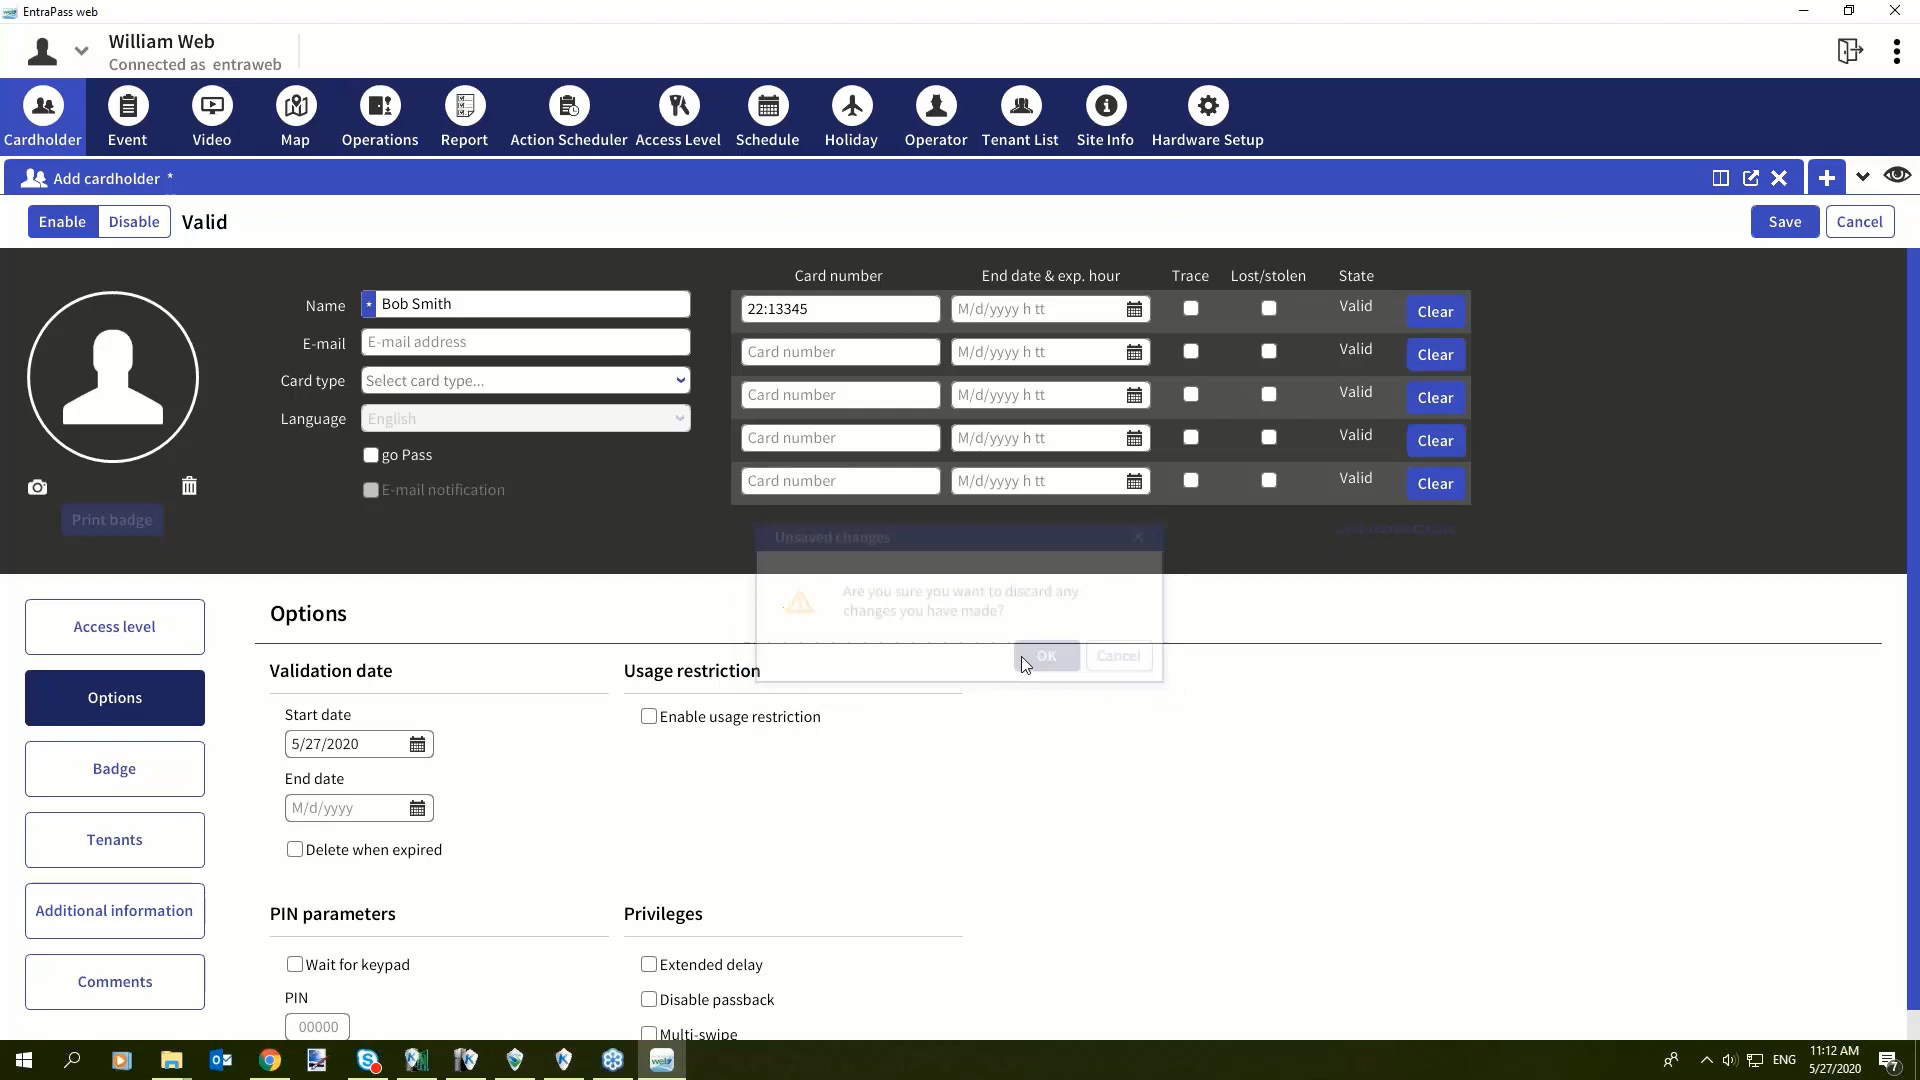 EntraPass web
William Web
Connected as entraweb
Cardholder
Event
Video
Map
Operations
Report
Action Scheduler
Access Level
Schedule
Holiday
Operator
Tenant List
Site Info
Hardware Setup
Add cardholder *
Enable
Disable
Valid
Save
Cancel
Name
* Bob Smith
E-mail
E-mail address
Card type
Select card type...
Language
English
go Pass
E-mail notification
Print badge
Card number
End date & exp. hour
Trace
Lost/stolen
State
22:13345
M/d/yyyy h tt
Valid
Clear
Card number
M/d/yyyy h tt
Valid
Clear
Card number
M/d/yyyy h tt
Valid
Clear
Card number
M/d/yyyy h tt
Valid
Clear
Card number
M/d/yyyy h tt
Valid
Clear
Unsaved changes
Are you sure you want to discard any
changes you have made?
OK
Cancel
Access level
Options
Badge
Tenants
Additional information
Comments
Options
Validation date
Start date
5/27/2020
End date
M/d/yyyy
Delete when expired
Usage restriction
Enable usage restriction
PIN parameters
Wait for keypad
PIN
00000
Privileges
Extended delay
Disable passback
Multi-swipe
web
ENG
11:12 AM
5/27/2020
7